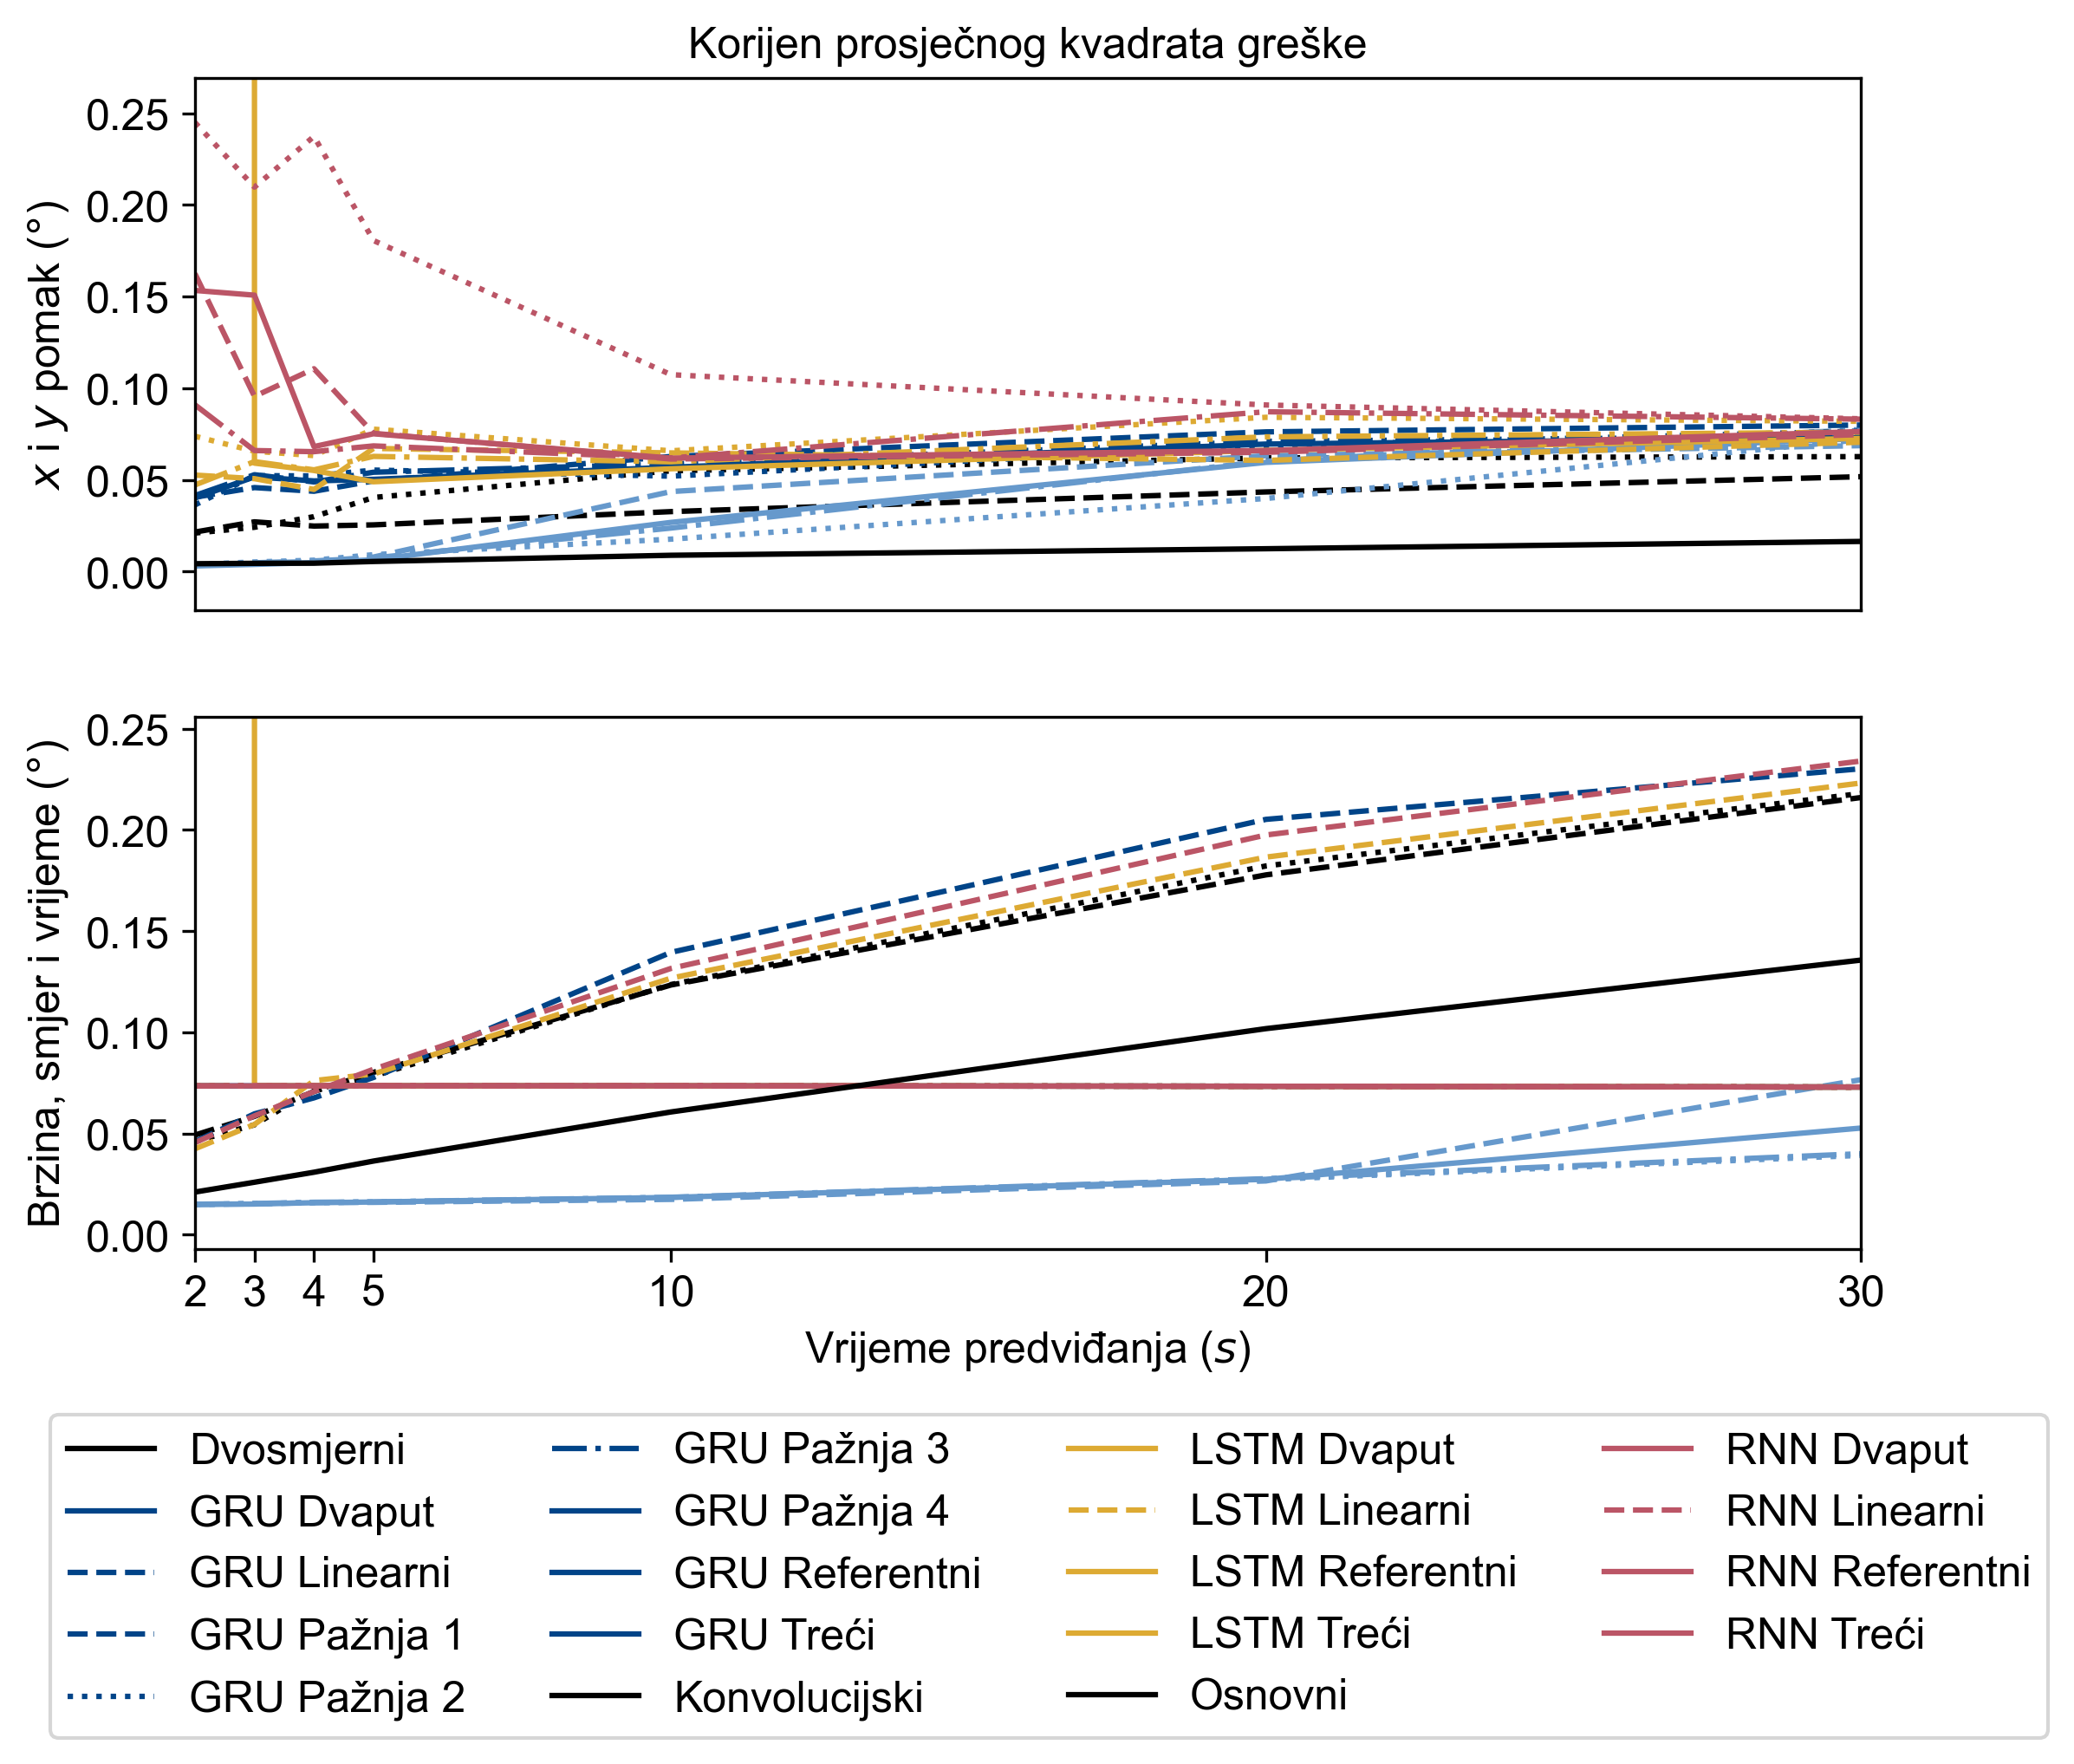 Korijen prosječnog kvadrata greške
x i y pomak (°)
0.25
0.20
0.15
0.10
0.05
0.00
Brzina, smjer i vrijeme (°)
0.25
0.20
0.15
0.10
0.05
0.00
2 3 4 5 10 20 30
Vrijeme predviđanja (s)
Dvosmjerni
GRU Dvaput
GRU Linearni
GRU Pažnja 1
GRU Pažnja 2
GRU Pažnja 3
GRU Pažnja 4
GRU Referentni
GRU Treći
Konvolucijski
LSTM Dvaput
LSTM Linearni
LSTM Referentni
LSTM Treći
Osnovni
RNN Dvaput
RNN Linearni
RNN Referentni
RNN Treći